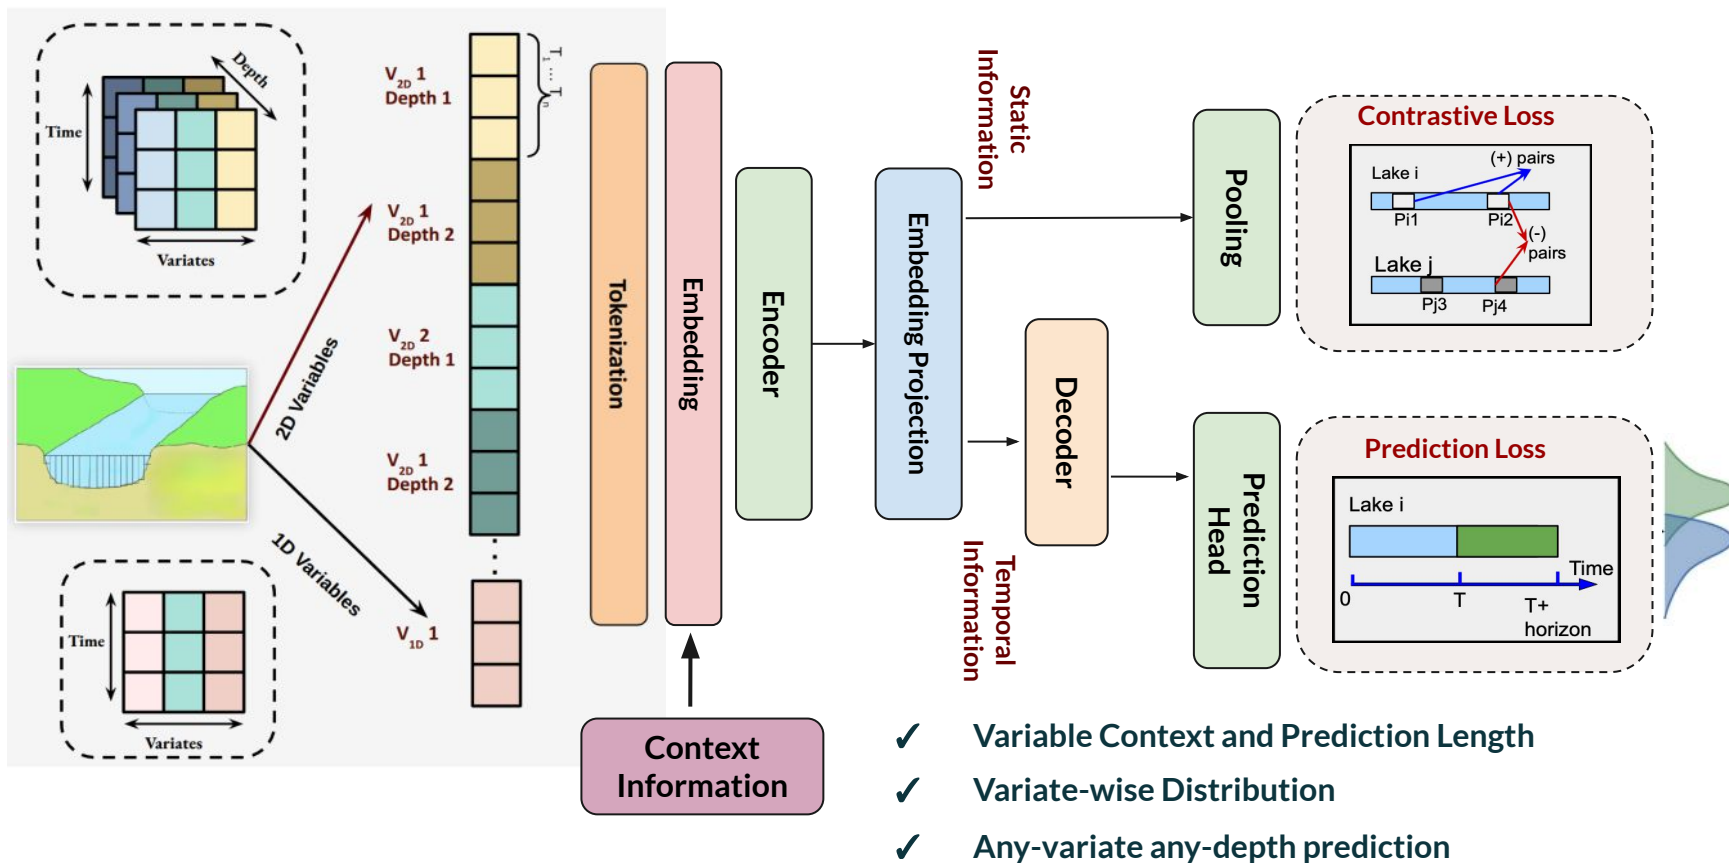 Depth
Time
Variates
2D Variables
1D Variables
Time
Variates
V2D 1
Depth 1
T1 ... Tn
V2D 1
Depth 2
V2D 2
Depth 1
V2D 1
Depth 2
V1D 1
Tokenization
Embedding
Context
Information
Encoder
Embedding Projection
Static
Information
Temporal
Information
Decoder
Pooling
Prediction
Head
Contrastive Loss
Lake i
(+) pairs
Pi1
Pi2
(-)
pairs
Lake j
Pj3
Pj4
Prediction Loss
Lake i
Time
0
T
T+
horizon
✓ Variable Context and Prediction Length
✓ Variate-wise Distribution
✓ Any-variate any-depth prediction